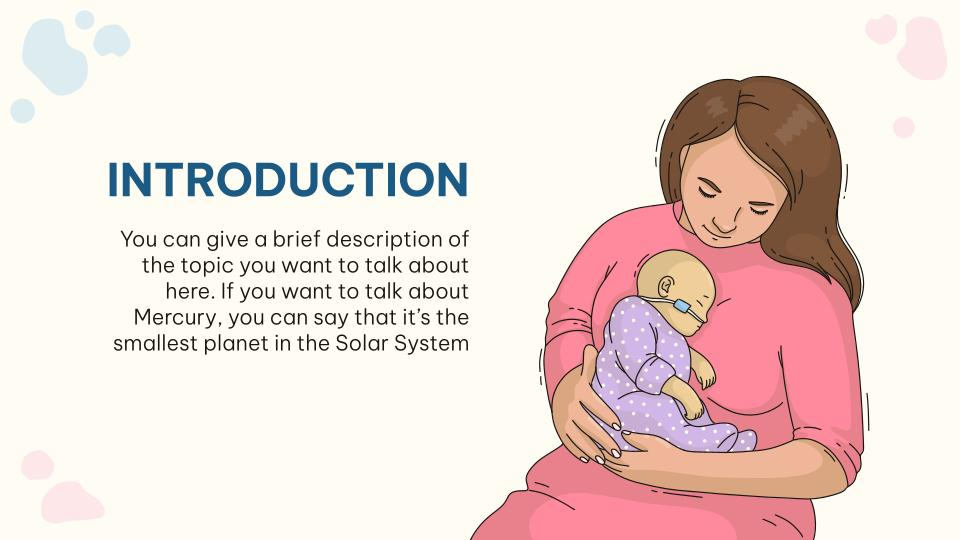 INTRODUCTION
You can give a brief description of
the topic you want to talk about
here. If you want to talk about
Mercury, you can say that it’s the
smallest planet in the Solar System